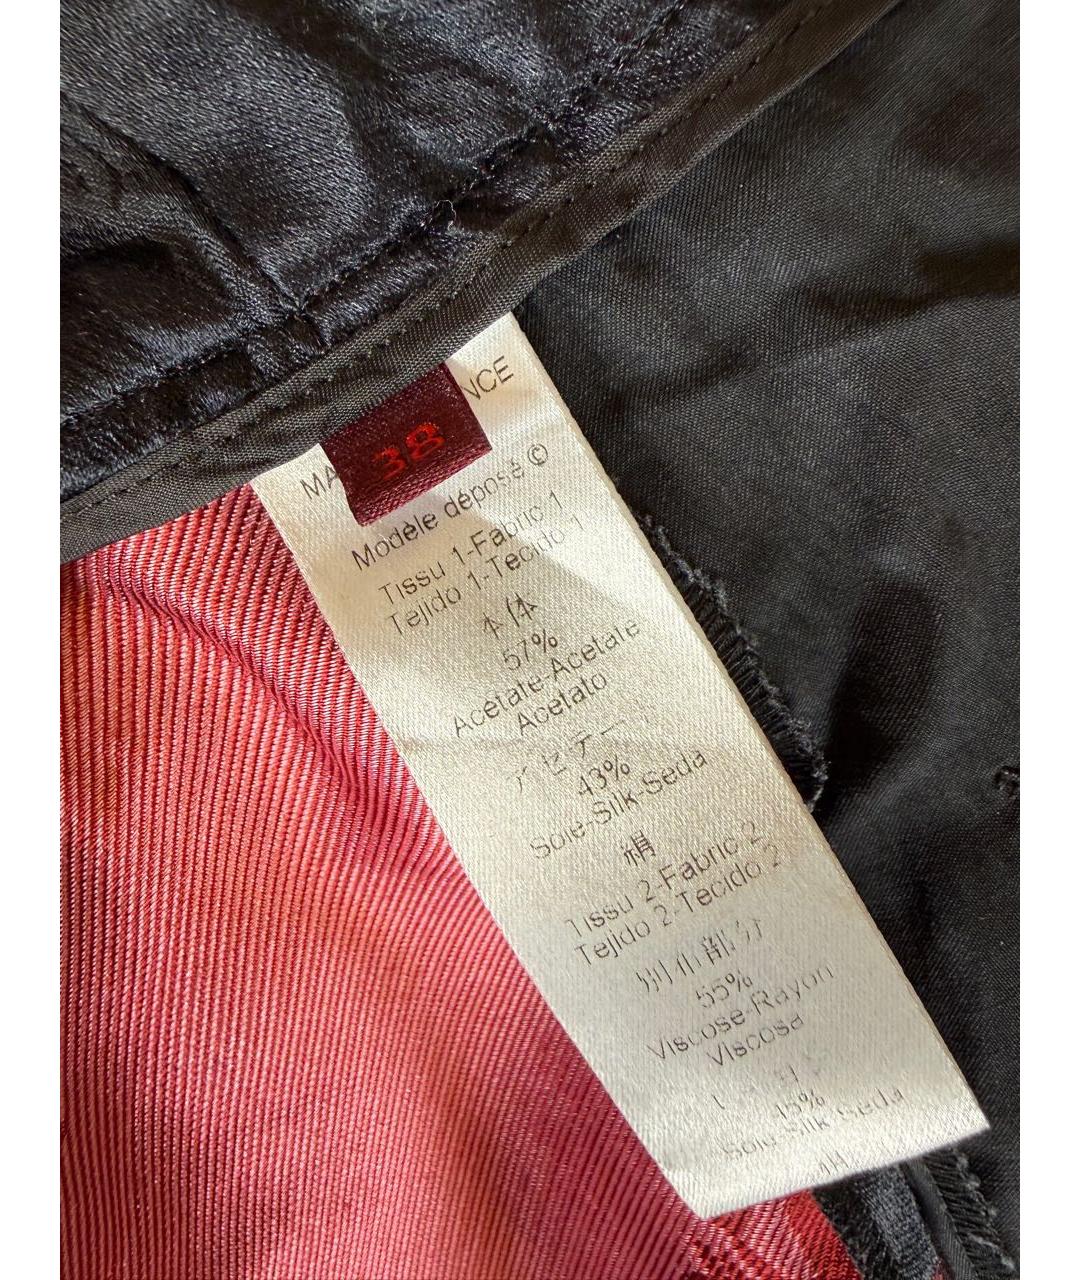 38
NCE
MA
Modèle déposé ©
Tissu 1-Fabric 1
Tejido 1-Tecido 1
本体
57%
Acétate-Acetate
Acetato
アセテー
43%
Soie-Silk-Seda
絹
Tissu 2-Fabric 2
Tejido 2-Tecido 2
別布部分
55%
Viscose-Rayon
Viscosa
45%
Soie-Silk-Seda